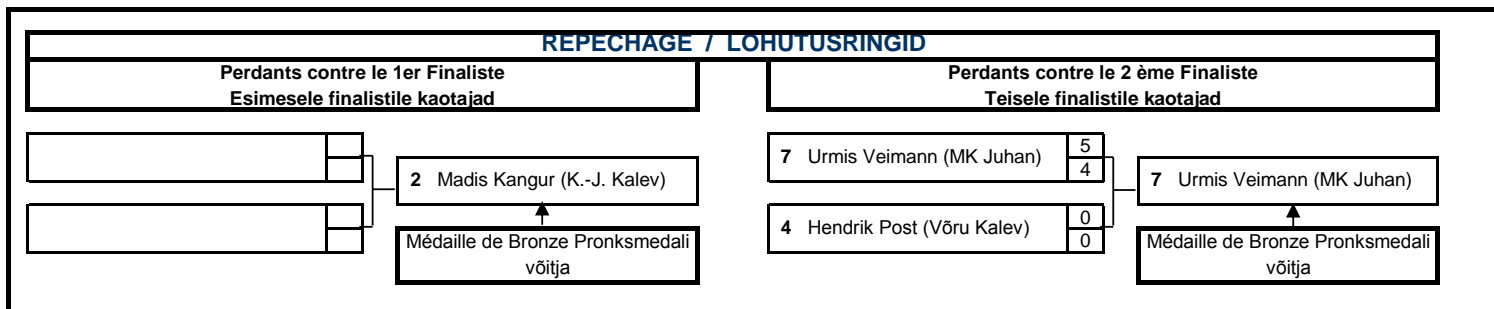 REPECHAGE / LOHUTUSRINGID
Perdants contre le 1er Finaliste
Esimesele finalistile kaotajad
Perdants contre le 2 ème Finaliste
Teisele finalistile kaotajad
2 Madis Kangur (K.-J. Kalev)
Médaille de Bronze Pronksmedali
võitja
7 Urmis Veimann (MK Juhan)
5
4
4 Hendrik Post (Võru Kalev)
0
0
7 Urmis Veimann (MK Juhan)
Médaille de Bronze Pronksmedali
võitja